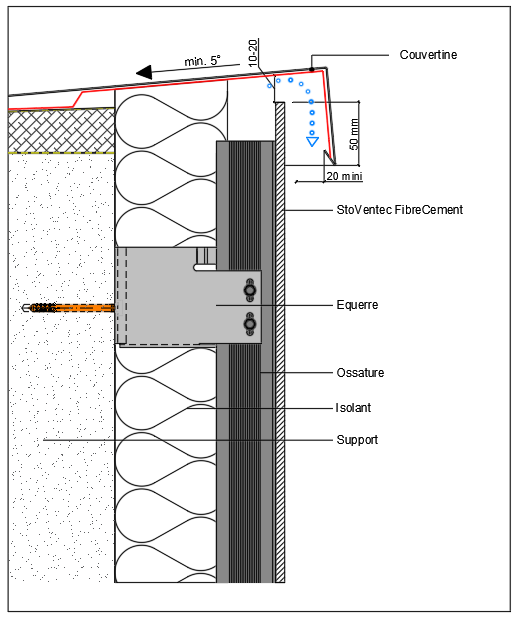 min. 5°
10-20
Couvertine
50 mm
20 mini
StoVentec FibreCement
Equerre
Ossature
Isolant
Support